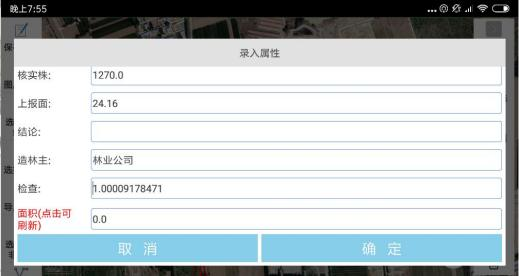 晚上7:55
录入属性
核实株: 1270.0
上报面: 24.16
结论:
造林主: 林业公司
检查: 1.00009178471
面积(点击可
刷新) 0.0
取 消 确 定